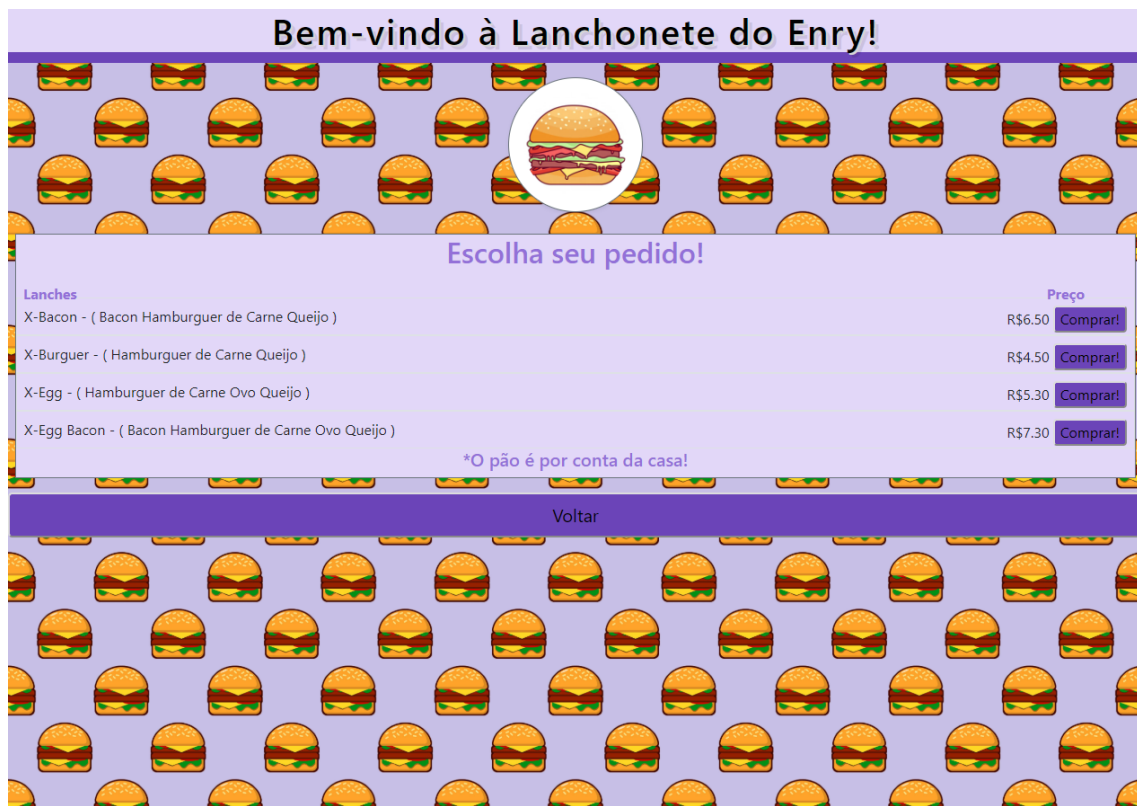 Bem-vindo à Lanchonete do Enry!
Escolha seu pedido!
Lanches Preço
X-Bacon - ( Bacon Hamburguer de Carne Queijo ) R$6.50 Comprar!
X-Burguer - ( Hamburguer de Carne Queijo ) R$4.50 Comprar!
X-Egg - ( Hamburguer de Carne Ovo Queijo ) R$5.30 Comprar!
X-Egg Bacon - ( Bacon Hamburguer de Carne Ovo Queijo ) R$7.30 Comprar!
*O pão é por conta da casa!
Voltar